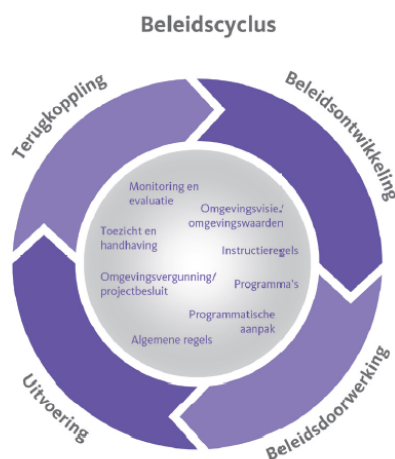 Beleidscyclus
Terugkoppling
Beleidsontwikkeling
Monitoring en
evaluatie
Omgevingsvisie/
omgevingswaarden
Toezicht en
handhaving
Instructieregels
Omgevingsvergunning/
projectbesluit
Programma's
Programmatische
aanpak
Algemene regels
Uitvoering
Beleidsdoorwerking